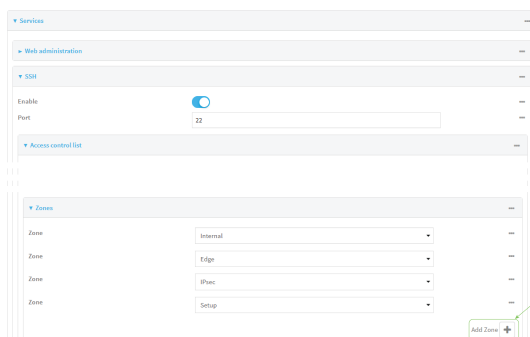 Services
Web administration
SSH
Enable
Port 22
Access control list
Zones
Zone Internal
Zone Edge
Zone IPsec
Zone Setup
Add Zone